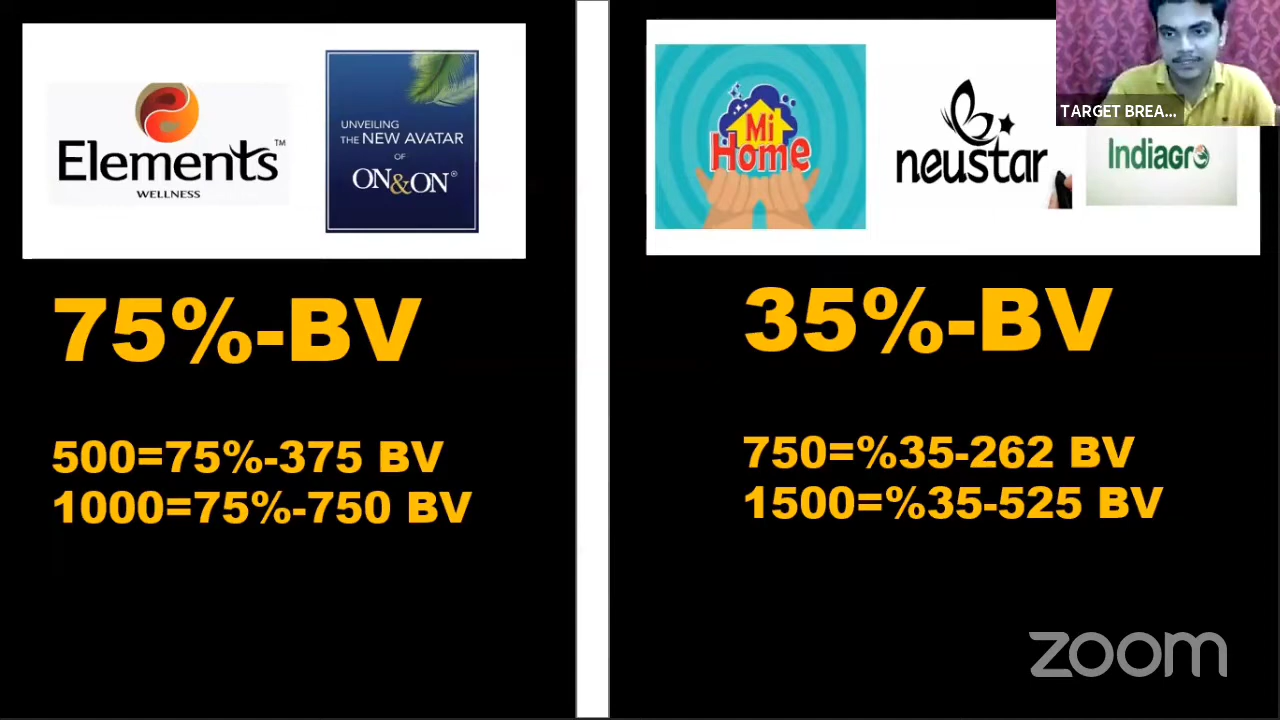 Elements™
WELLNESS
UNVEILING
THE NEW AVATAR
OF
ON&ON®
75%-BV
500=75%-375 BV
1000=75%-750 BV
Mi
Home
neustar
Indiagro
TARGET BREA...
35%-BV
750=%35-262 BV
1500=%35-525 BV
zoom